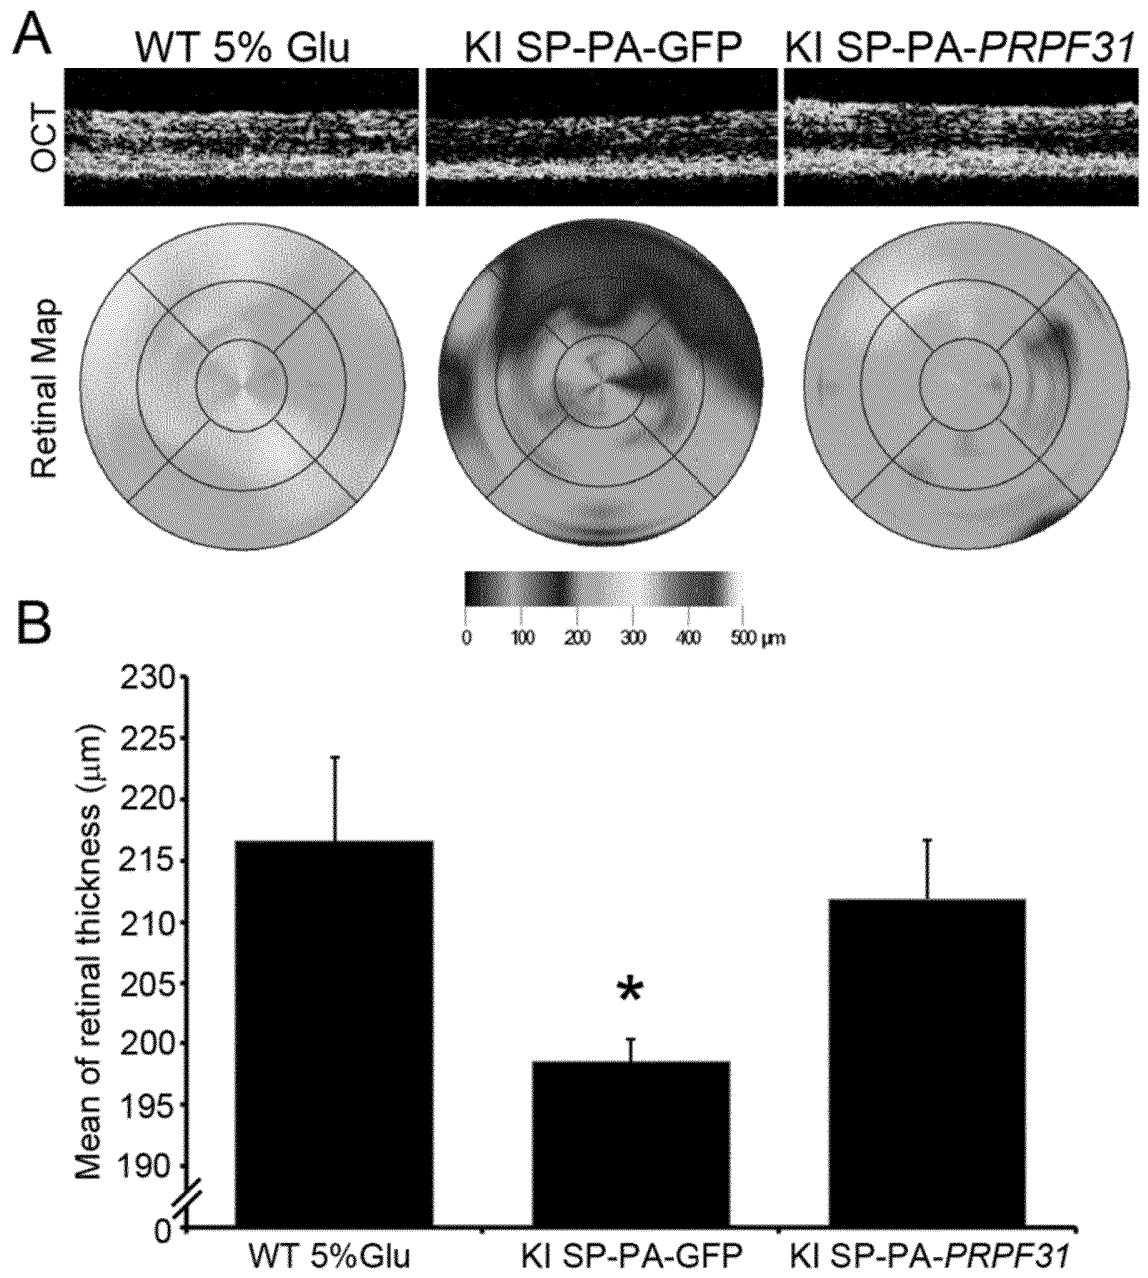 A
WT 5% Glu
KI SP-PA-GFP
KI SP-PA-PRPF31
OCT
Retinal Map
0 100 200 300 400 500 µm
B
Mean of retinal thickness (µm)
230
225
220
215
210
205
200
195
190
0
*
WT 5%Glu
KI SP-PA-GFP
KI SP-PA-PRPF31